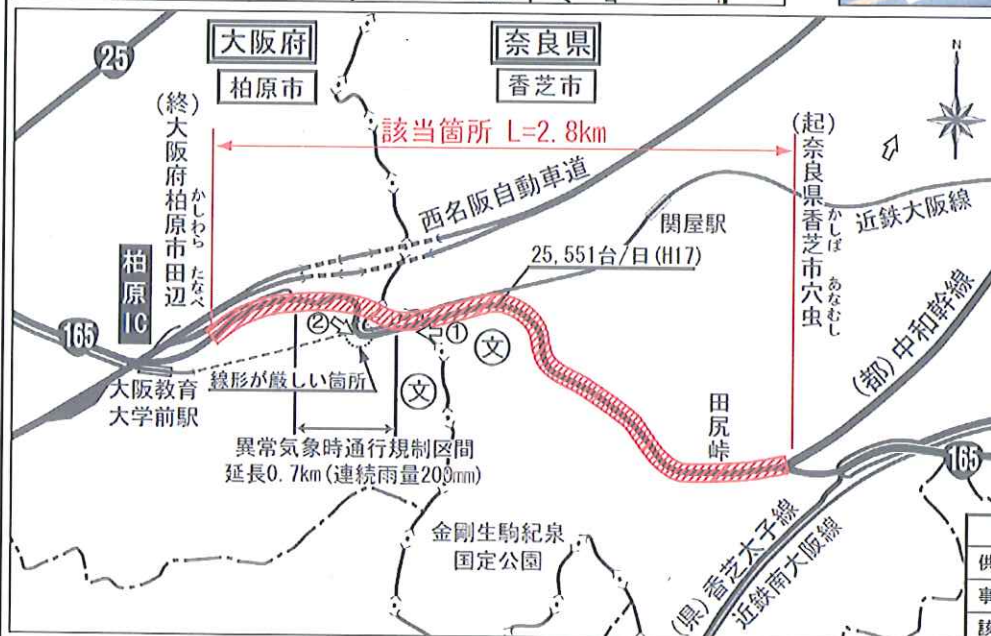 25
大阪府
柏原市
奈良県
香芝市
N
該当箇所 L=2.8km
(終)大阪府柏原市田辺
かしわら たなべ
(起)奈良県香芝市穴虫
かしば あなむし
西名阪自動車道
関屋駅
近鉄大阪線
25,551台/日(H17)
柏原IC
165
大阪教育
大学前駅
②
①
文
文
線形が厳しい箇所
異常気象時通行規制区間
延長0.7km(連続雨量200mm)
田尻峠
(都)中和幹線
165
金剛生駒紀泉
国定公園
(県)香芝太子線
近鉄南大阪線
供
事
該